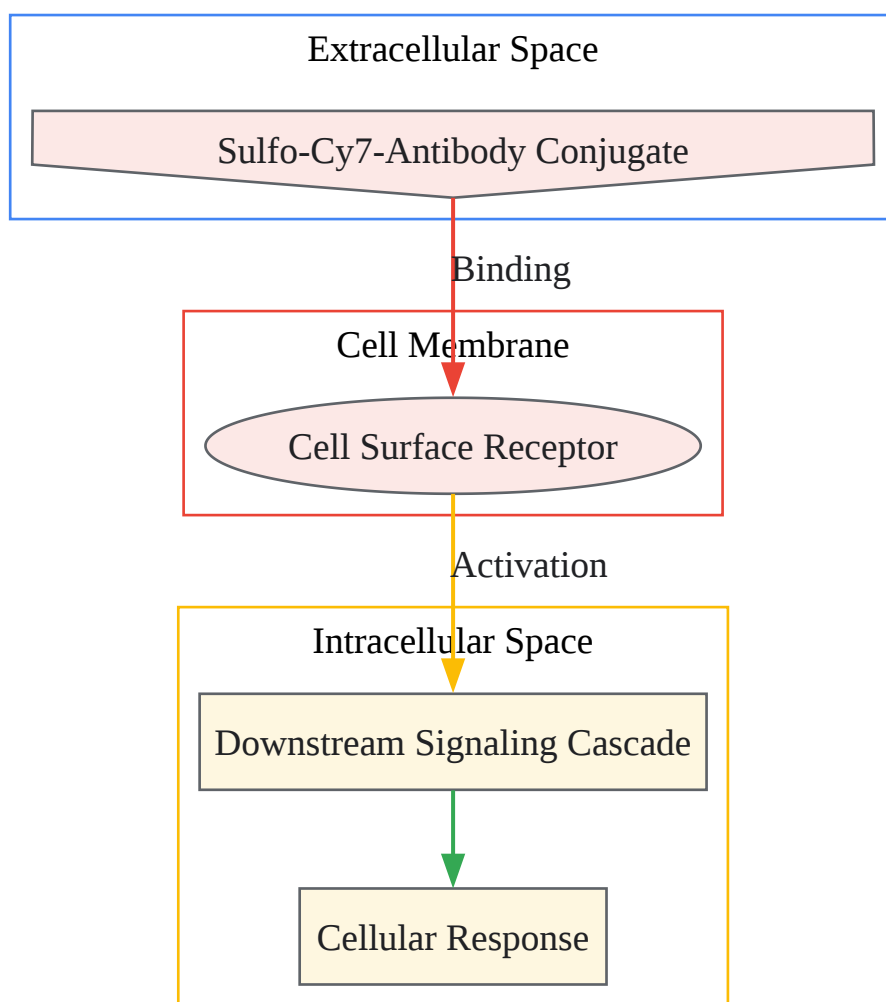 Extracellular Space
Sulfo-Cy7-Antibody Conjugate
Binding
Cell Membrane
Cell Surface Receptor
Activation
Intracellular Space
Downstream Signaling Cascade
Cellular Response